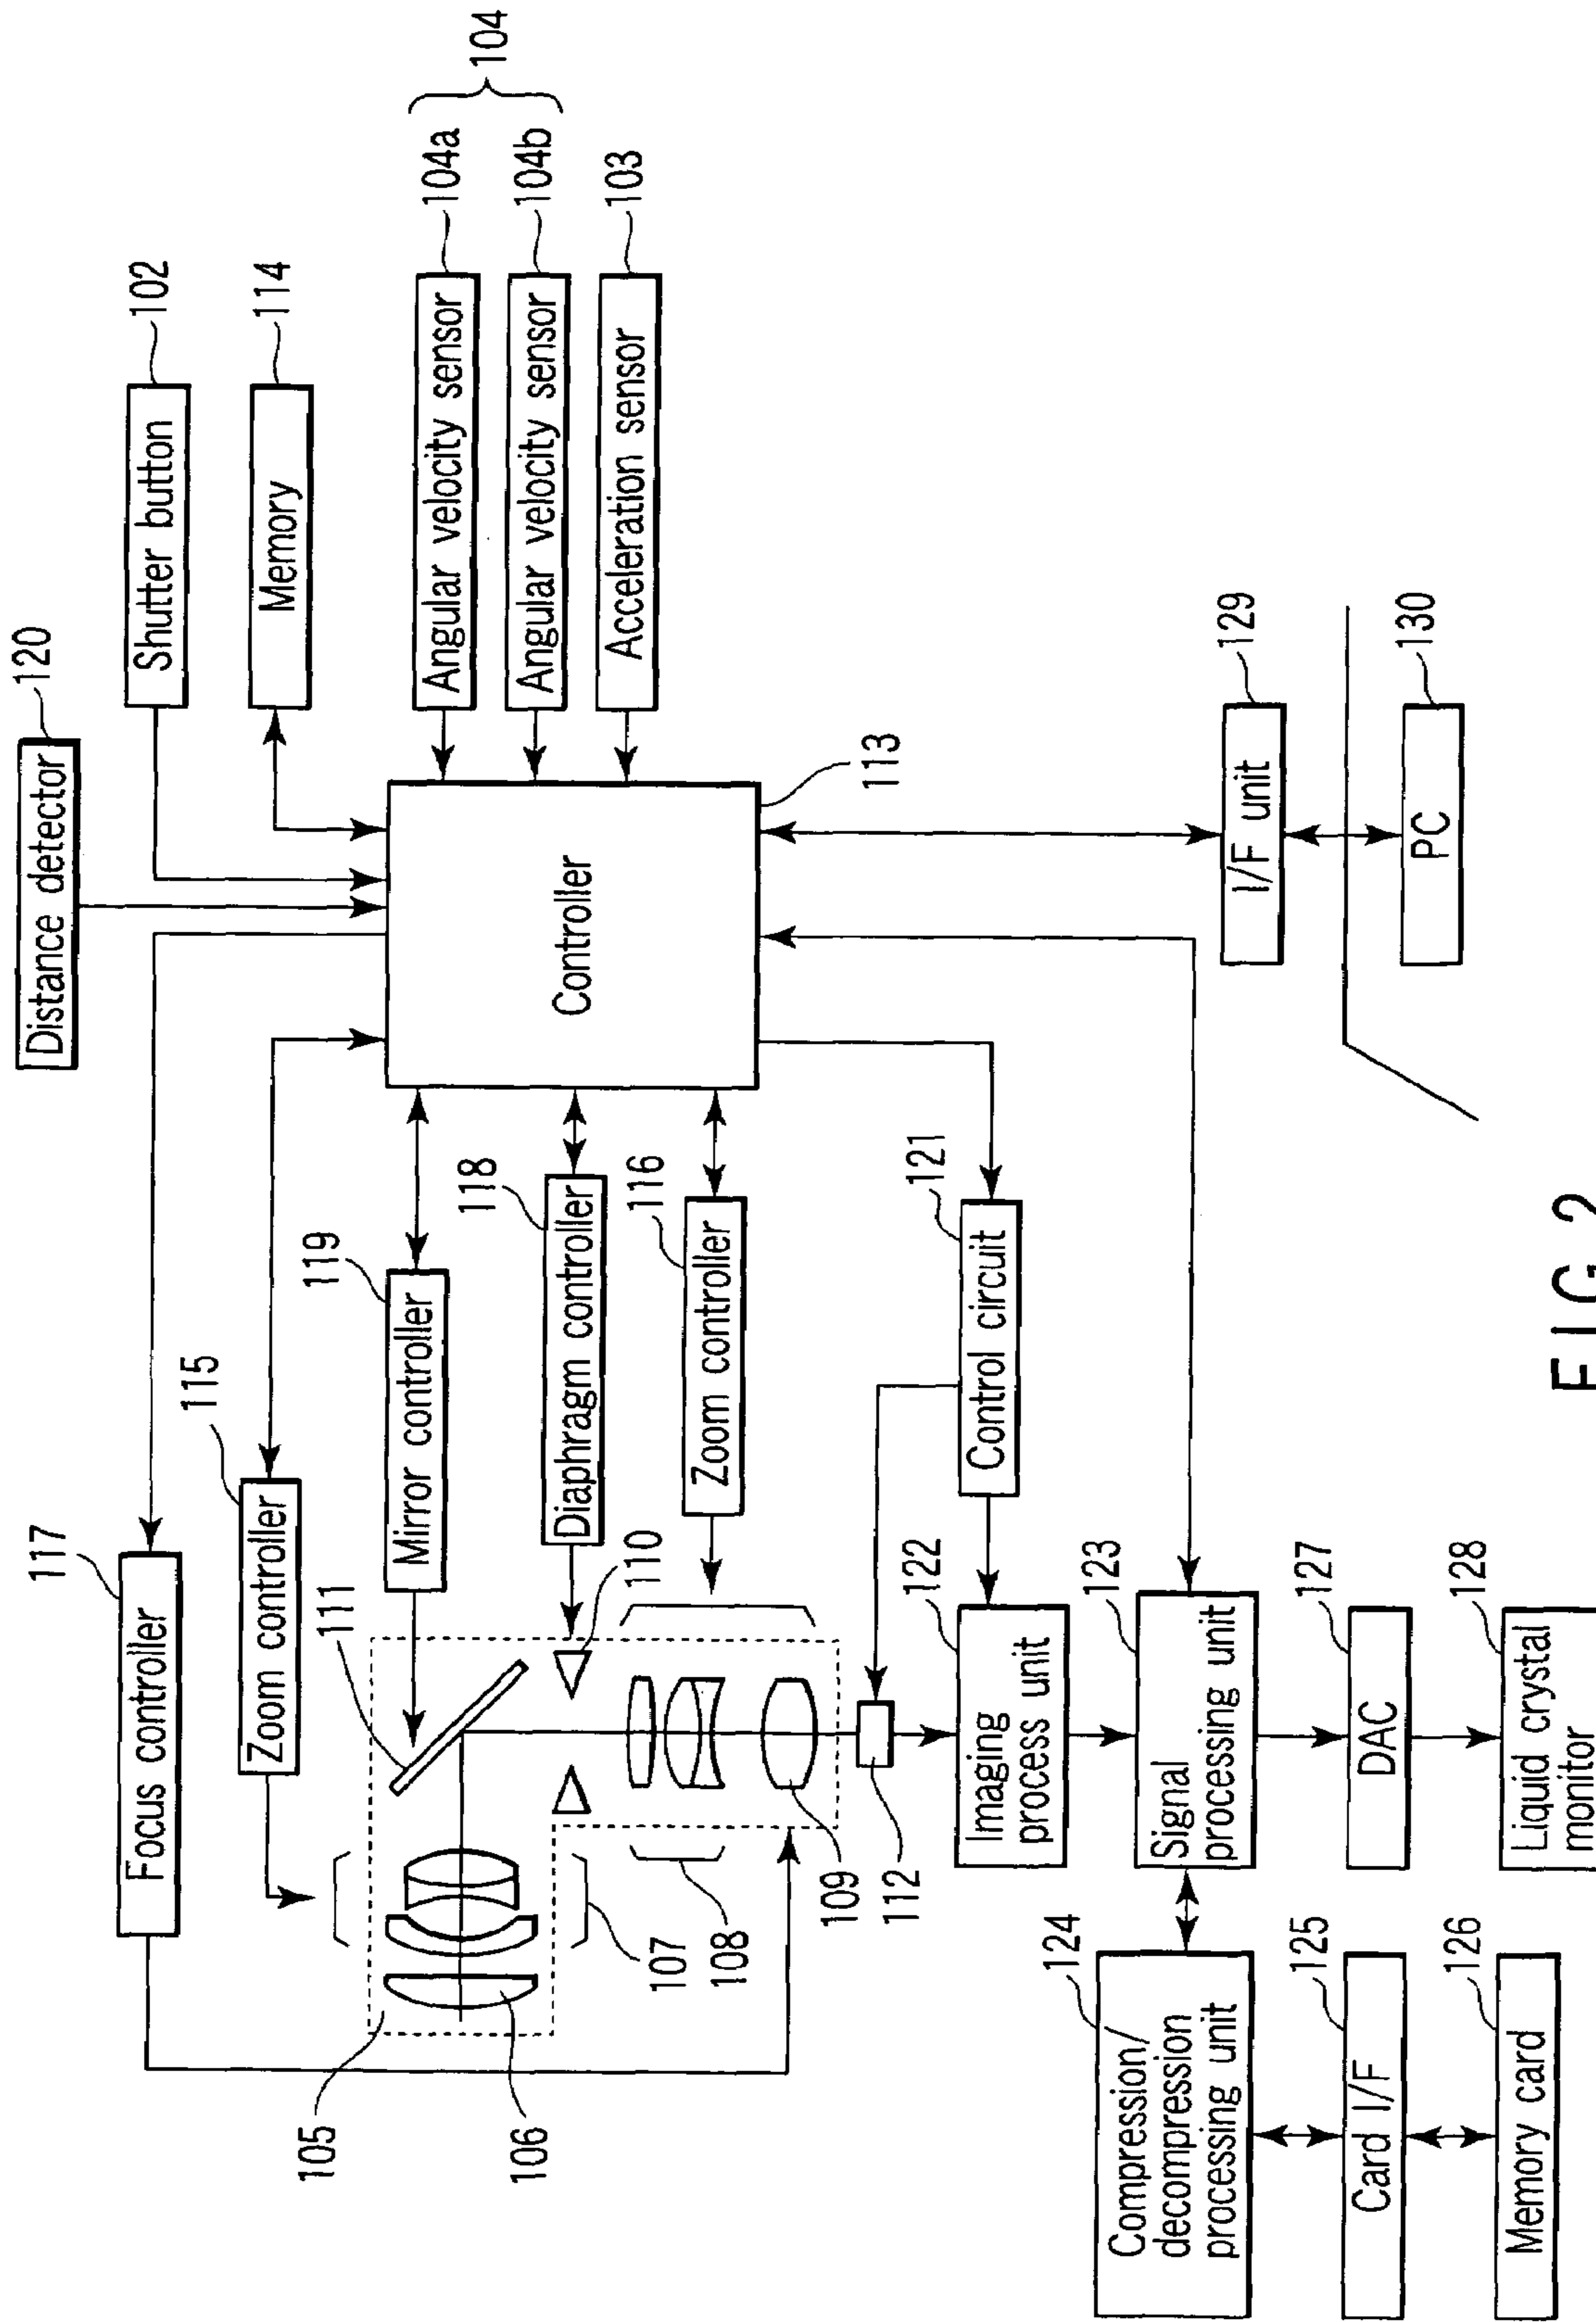 120
Distance detector
102
Shutter button
114
Memory
104
104a
Angular velocity sensor
104b
Angular velocity sensor
103
Acceleration sensor
117
Focus controller
115
Zoom controller
119
Mirror controller
118
Diaphragm controller
116
Zoom controller
Controller
113
111
110
105
106
107
108
109
112
121
Control circuit
122
Imaging
process unit
123
Signal
processing unit
124
Compression/
decompression
processing unit
125
Card I/F
126
Memory card
127
DAC
128
Liquid crystal
monitor
129
I/F unit
130
PC
FIG. 2